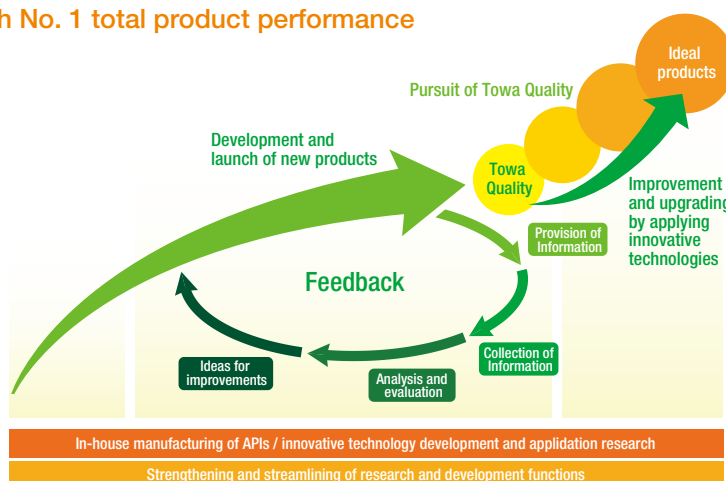 h No. 1 total product performance
Ideal
products
Pursuit of Towa Quality
Development and
launch of new products
Towa
Quality
Improvement
and upgrading
by applying
innovative
technologies
Provision of
Information
Feedback
Collection of
Information
Analysis and
evaluation
Ideas for
improvements
In-house manufacturing of APIs / innovative technology development and applidation research
Strengthening and streamlining of research and development functions